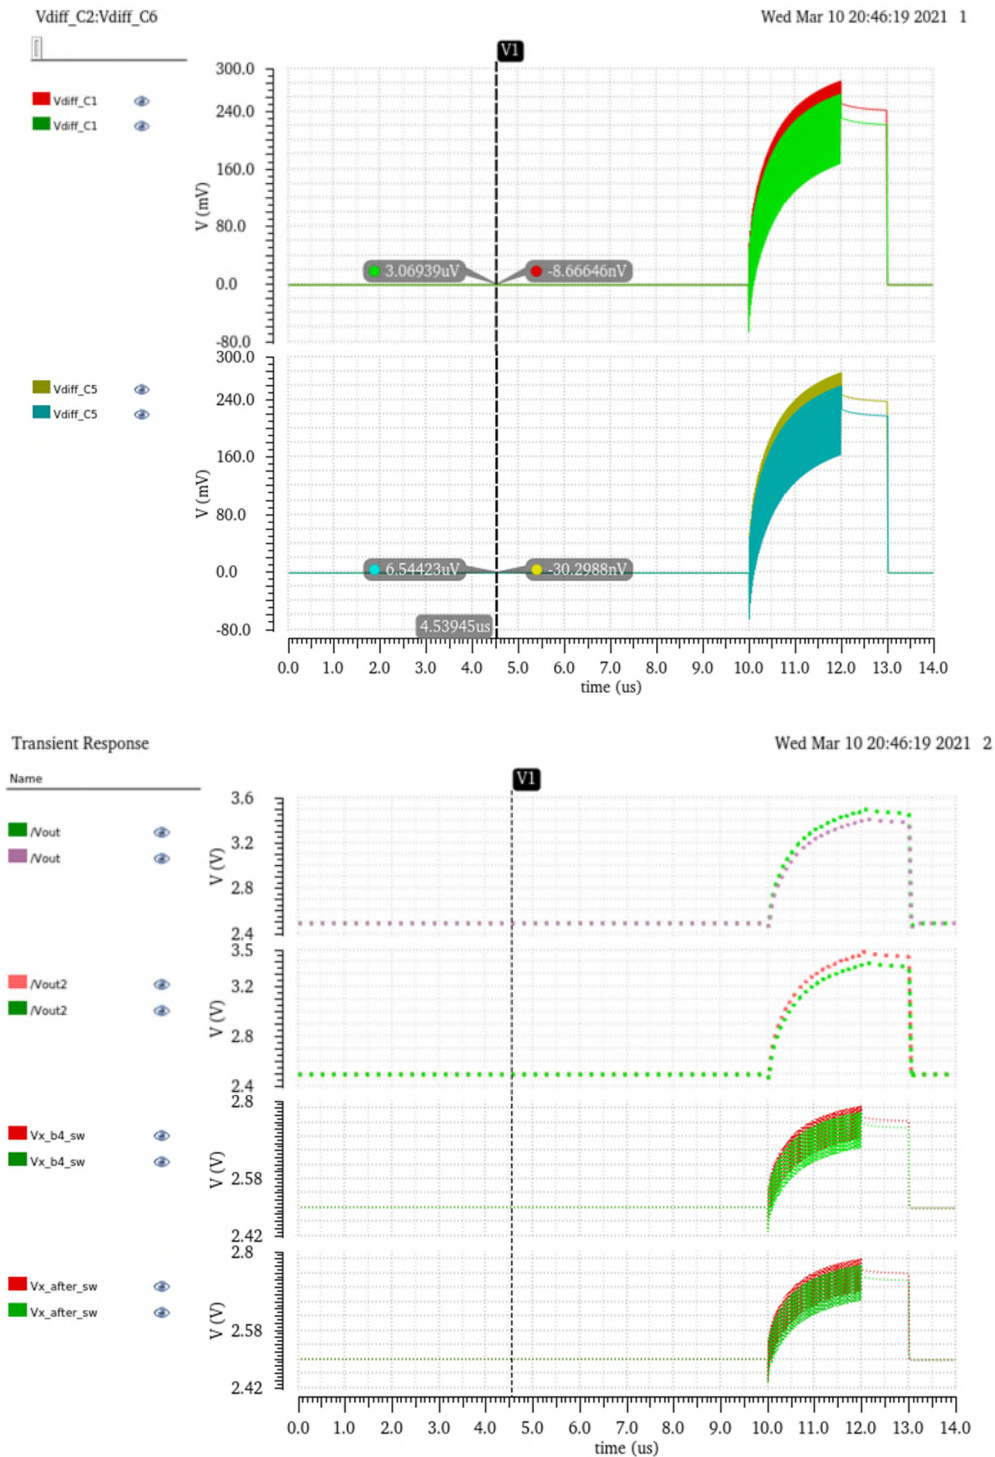 Vdiff_C2:Vdiff_C6 Wed Mar 10 20:46:19 2021 1
V1
300.0
Vdiff_C1
240.0
Vdiff_C1
160.0
V (mV)
80.0
3.06939uV -8.66646nV
0.0
-80.0
300.0
Vdiff_C5
240.0
Vdiff_C5
160.0
V (mV)
80.0
6.54423uV -30.2988nV
0.0
4.53945us
-80.0
0.0 1.0 2.0 3.0 4.0 5.0 6.0 7.0 8.0 9.0 10.0 11.0 12.0 13.0 14.0
time (us)
Transient Response Wed Mar 10 20:46:19 2021 2
Name
V1
3.6
/Vout
3.2
/Vout
V (V)
2.8
2.4
3.5
/Vout2
3.2
/Vout2
V (V)
2.8
2.4
2.8
Vx_b4_sw
Vx_b4_sw
V (V)
2.58
2.42
2.8
Vx_after_sw
Vx_after_sw
V (V)
2.58
2.42
0.0 1.0 2.0 3.0 4.0 5.0 6.0 7.0 8.0 9.0 10.0 11.0 12.0 13.0 14.0
time (us)